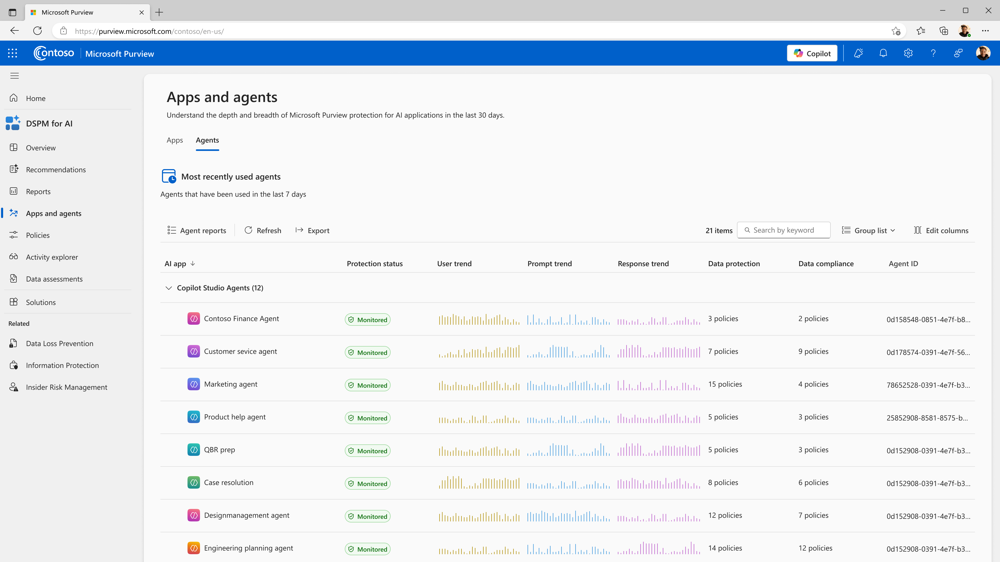 Microsoft Purview
https://purview.microsoft.com/contoso/en-us/
Contoso Microsoft Purview Copilot
Home
DSPM for AI
Overview
Recommendations
Reports
Apps and agents
Policies
Activity explorer
Data assessments
Solutions
Related
Data Loss Prevention
Information Protection
Insider Risk Management
Apps and agents
Understand the depth and breadth of Microsoft Purview protection for AI applications in the last 30 days.
Apps Agents
Most recently used agents
Agents that have been used in the last 7 days
Agent reports Refresh Export 21 items Search by keyword Group list Edit columns
AI app Protection status User trend Prompt trend Response trend Data protection Data compliance Agent ID
Copilot Studio Agents (12)
Contoso Finance Agent Monitored 3 policies 2 policies 0d158548-0851-4e7f-b8...
Customer sevice agent Monitored 7 policies 9 policies 0d178574-0391-4e7f-56...
Marketing agent Monitored 15 policies 4 policies 78652528-0391-4e7f-b3...
Product help agent Monitored 5 policies 3 policies 25852908-8581-8575-b...
QBR prep Monitored 5 policies 3 policies 0d152908-0391-4e7f-b3...
Case resolution Monitored 8 policies 6 policies 0d152908-0391-4e7f-b3...
Designmanagement agent Monitored 12 policies 7 policies 0d152908-0391-4e7f-b3...
Engineering planning agent Monitored 14 policies 12 policies 0d152908-0391-4e7f-b3...